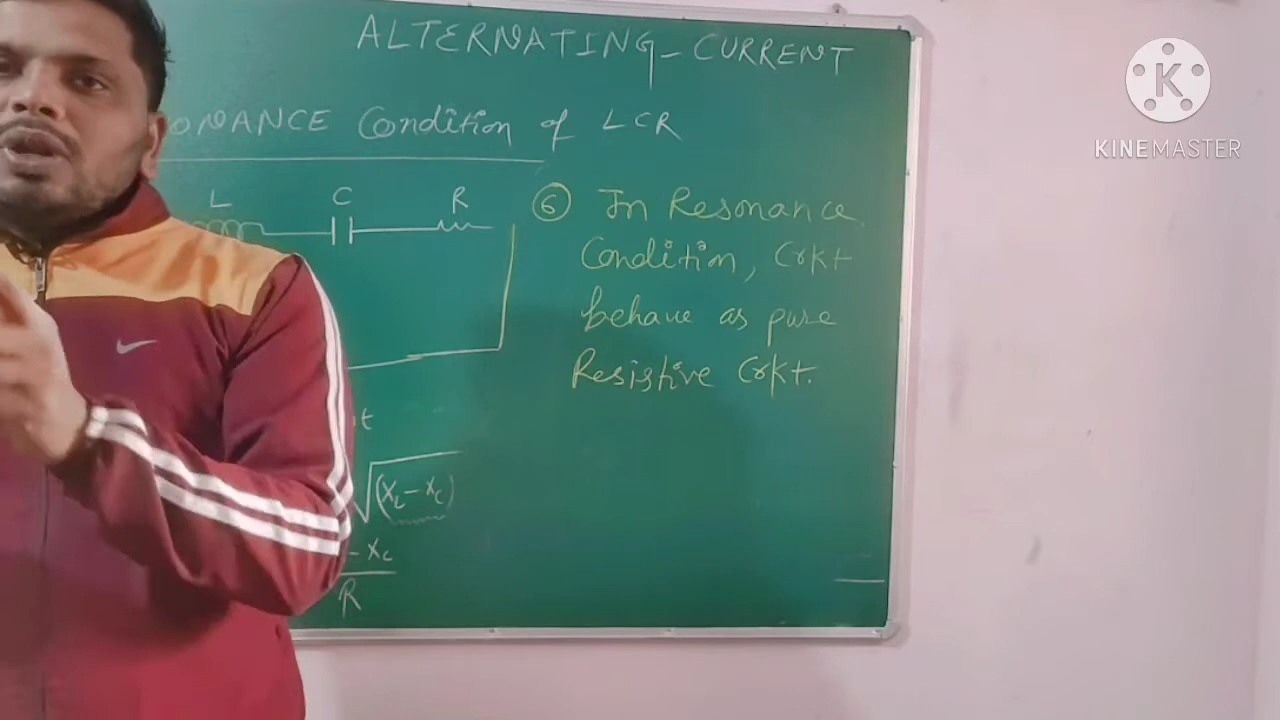 ALTERNATING-CURRENT
ONANCE Condition of LCR
L C R
⑥ In Resonance
Condition, Crkt
behave as pure
Resistive Crkt.
t
√(XL-XC)
- XC
R
KINEMASTER